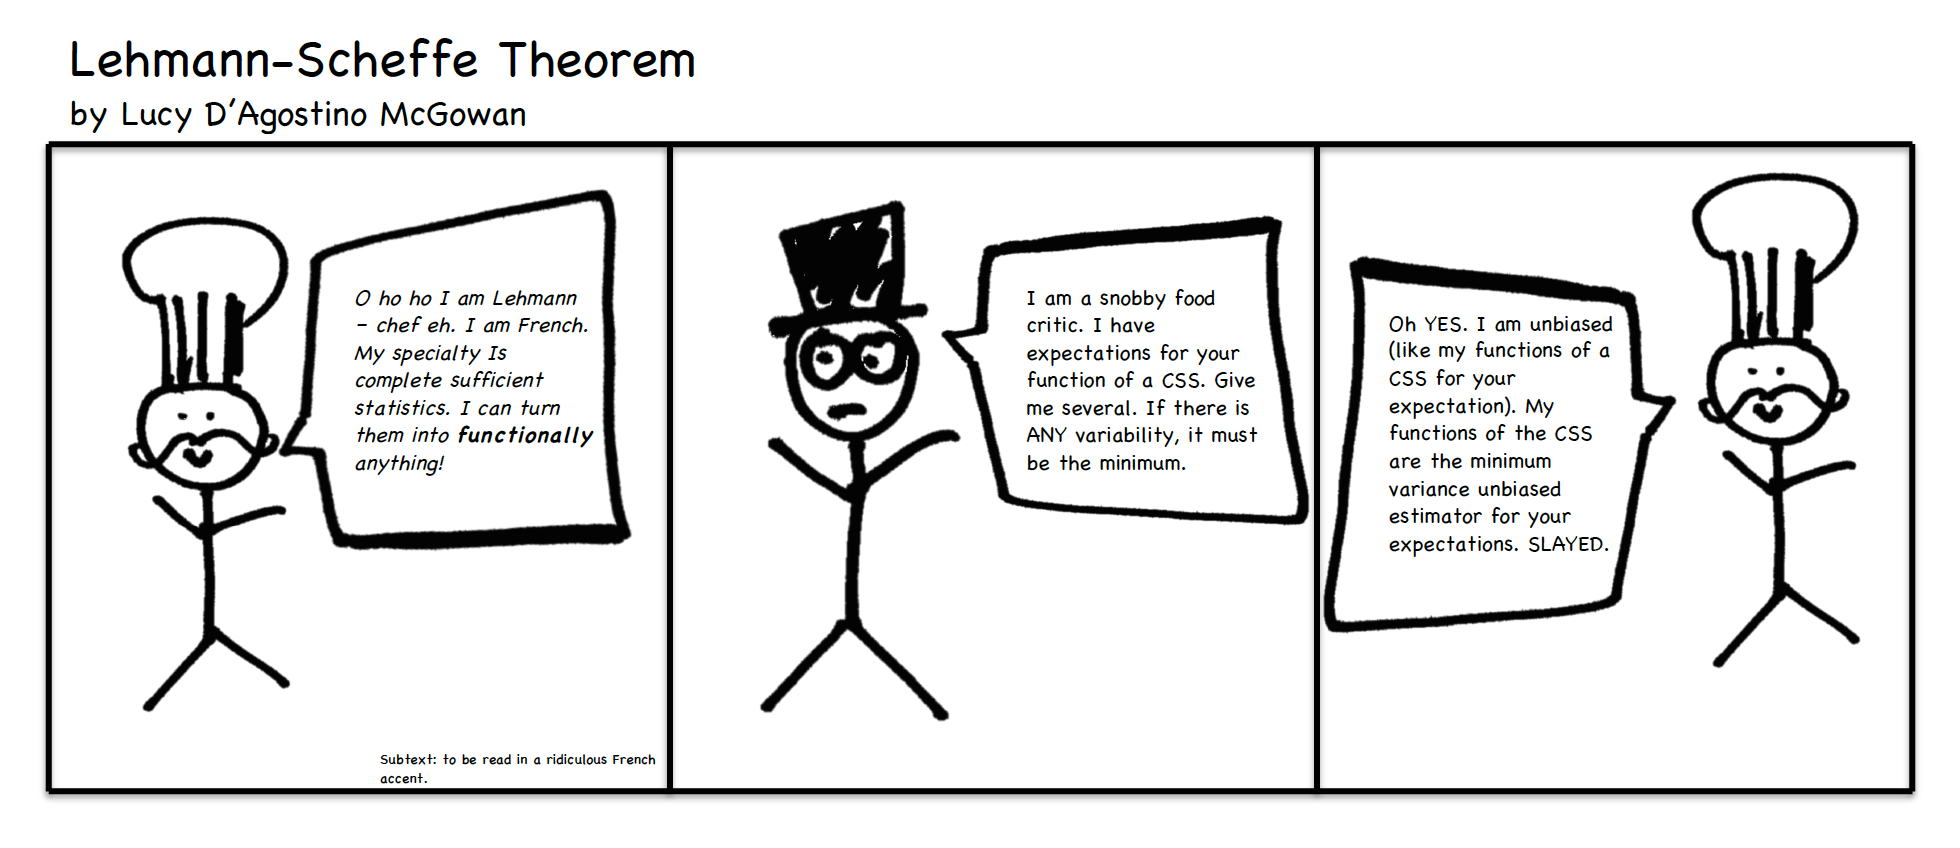 Lehmann-Scheffe Theorem
by Lucy D'Agostino McGowan
O ho ho I am Lehmann
- chef eh. I am French.
My specialty Is
complete sufficient
statistics. I can turn
them into functionally
anything!
Subtext: to be read in a ridiculous French
accent.
I am a snobby food
critic. I have
expectations for your
function of a CSS. Give
me several. If there is
ANY variability, it must
be the minimum.
Oh YES. I am unbiased
(like my functions of a
CSS for your
expectation). My
functions of the CSS
are the minimum
variance unbiased
estimator for your
expectations. SLAYED.